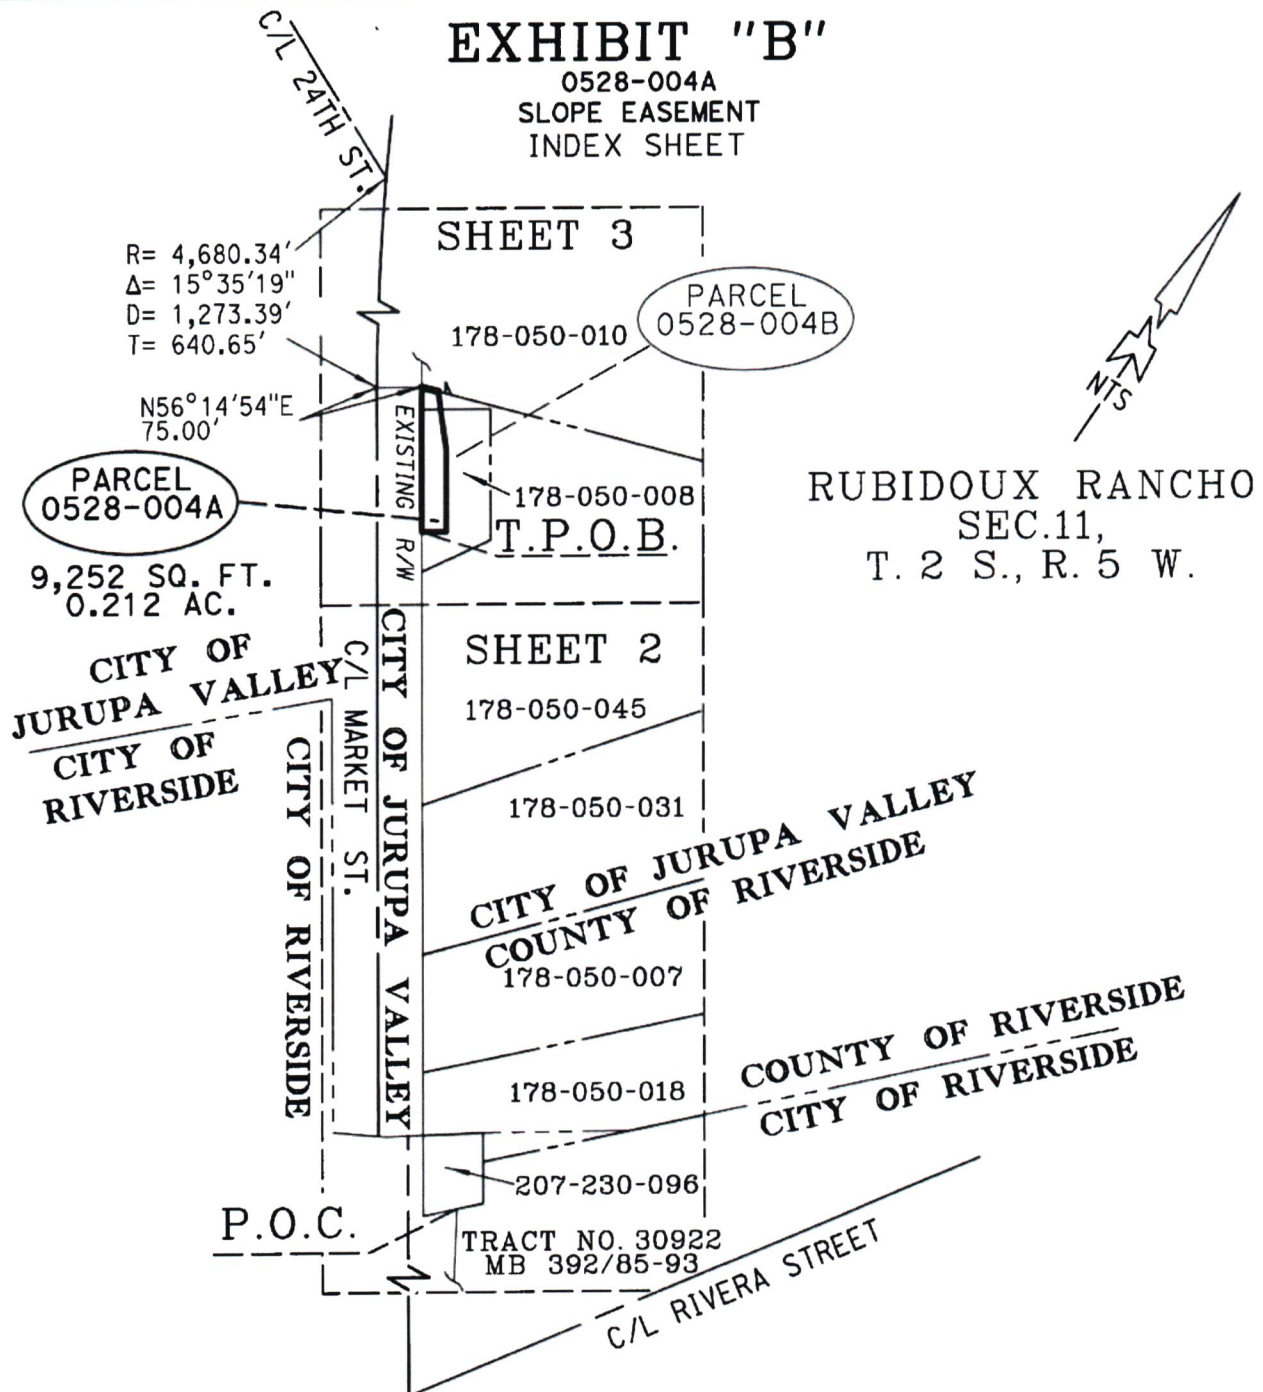 EXHIBIT "B"
0528-004A
SLOPE EASEMENT
INDEX SHEET
C/L 24TH ST.
SHEET 3
R= 4,680.34'
Δ= 15°35'19"
D= 1,273.39'
T= 640.65'
PARCEL
0528-004B
178-050-010
NTS
N56°14'54"E
75.00'
EXISTING R/W
PARCEL
0528-004A
178-050-008
T.P.O.B.
RUBIDOUX RANCHO
SEC.11,
T. 2 S., R. 5 W.
9,252 SQ. FT.
0.212 AC.
CITY OF
JURUPA VALLEY
CITY OF
RIVERSIDE
CITY OF RIVERSIDE
C/L MARKET ST.
CITY OF JURUPA VALLEY
SHEET 2
178-050-045
178-050-031
CITY OF JURUPA VALLEY
COUNTY OF RIVERSIDE
178-050-007
COUNTY OF RIVERSIDE
CITY OF RIVERSIDE
178-050-018
207-230-096
P.O.C.
TRACT NO. 30922
MB 392/85-93
C/L RIVERA STREET